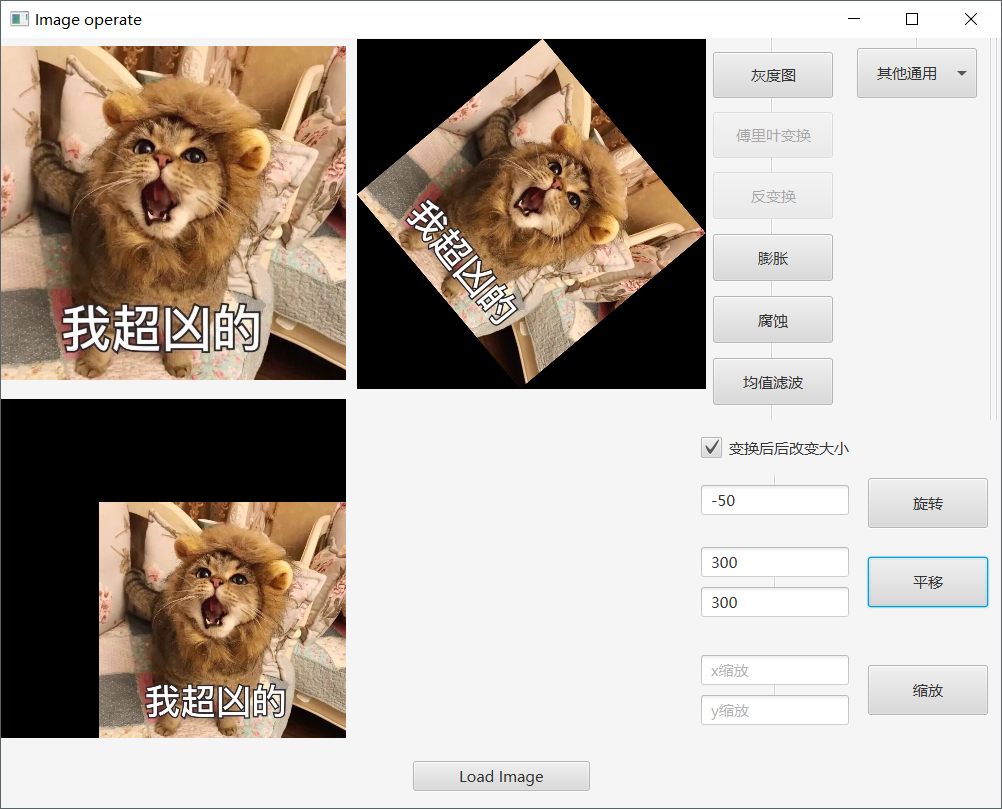 Image operate
我超凶的
我超凶的
灰度图
其他通用
傅里叶变换
反变换
膨胀
腐蚀
均值滤波
我超凶的
变换后后改变大小
-50
旋转
300
平移
300
x缩放
缩放
y缩放
Load Image